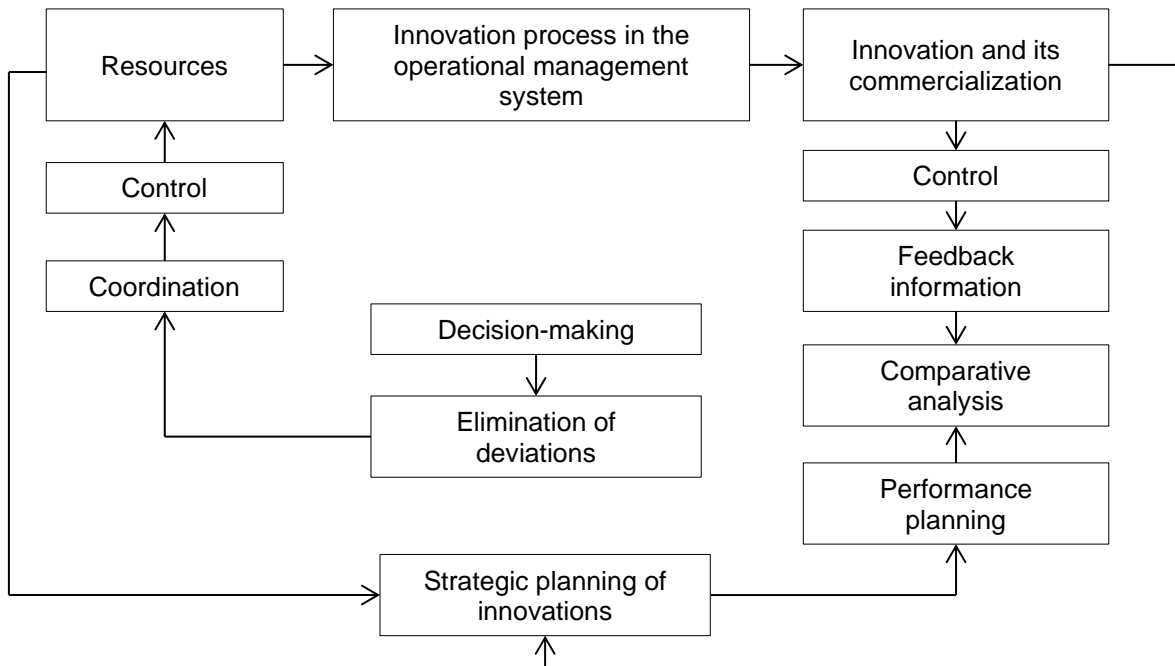 Resources
Innovation process in the
operational management
system
Innovation and its
commercialization
Control
Control
Coordination
Feedback
information
Decision-making
Comparative
analysis
Elimination of
deviations
Performance
planning
Strategic planning of
innovations